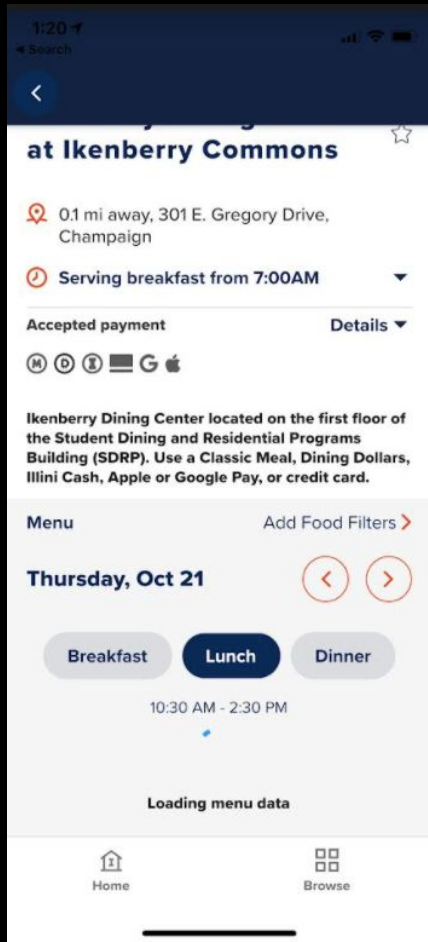 1:20
◀ Search
at Ikenberry Commons
0.1 mi away, 301 E. Gregory Drive,
Champaign
Serving breakfast from 7:00AM
Accepted payment
Details
M D I G
Ikenberry Dining Center located on the first floor of
the Student Dining and Residential Programs
Building (SDRP). Use a Classic Meal, Dining Dollars,
Illini Cash, Apple or Google Pay, or credit card.
Menu
Add Food Filters
Thursday, Oct 21
Breakfast
Lunch
Dinner
10:30 AM - 2:30 PM
Loading menu data
Home
Browse